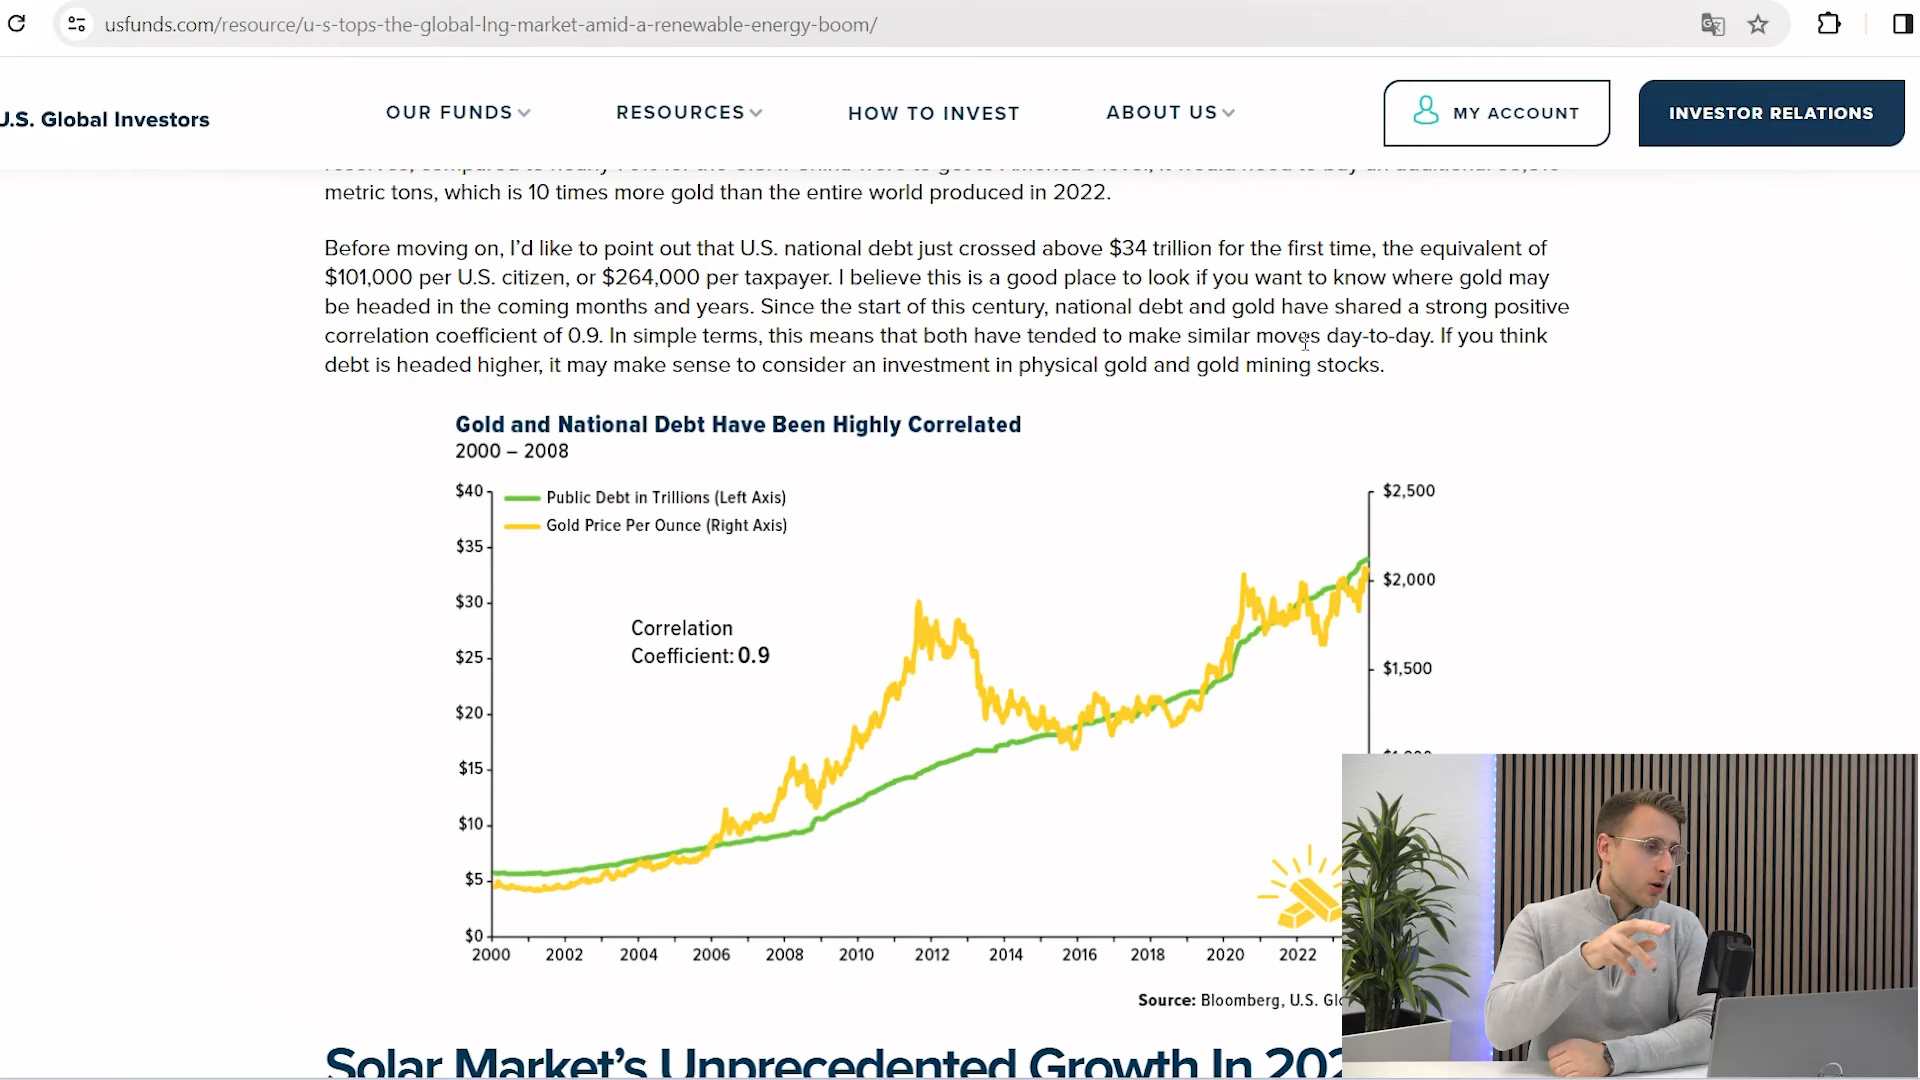 usfunds.com/resource/u-s-tops-the-global-lng-market-amid-a-renewable-energy-boom/
U.S. Global Investors
OUR FUNDS
RESOURCES
HOW TO INVEST
ABOUT US
MY ACCOUNT
INVESTOR RELATIONS
metric tons, which is 10 times more gold than the entire world produced in 2022.
Before moving on, I'd like to point out that U.S. national debt just crossed above $34 trillion for the first time, the equivalent of
$101,000 per U.S. citizen, or $264,000 per taxpayer. I believe this is a good place to look if you want to know where gold may
be headed in the coming months and years. Since the start of this century, national debt and gold have shared a strong positive
correlation coefficient of 0.9. In simple terms, this means that both have tended to make similar moves day-to-day. If you think
debt is headed higher, it may make sense to consider an investment in physical gold and gold mining stocks.
Gold and National Debt Have Been Highly Correlated
2000 – 2008
Public Debt in Trillions (Left Axis)
Gold Price Per Ounce (Right Axis)
Correlation
Coefficient: 0.9
$40
$35
$30
$25
$20
$15
$10
$5
$0
$2,500
$2,000
$1,500
2000 2002 2004 2006 2008 2010 2012 2014 2016 2018 2020 2022
Source: Bloomberg, U.S.
Solar Market's Unprecedented Growth In